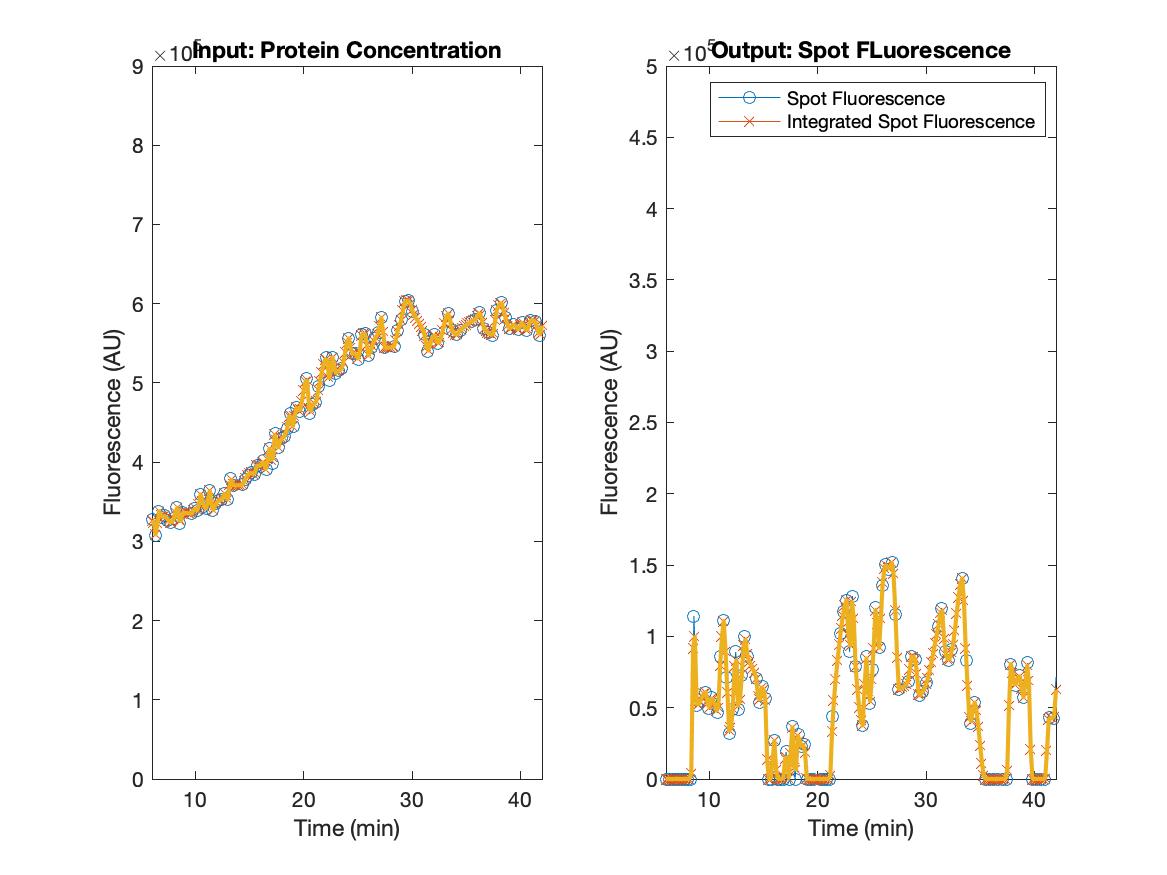 ×10⁵
Input: Protein Concentration
9
8
7
6
5
4
3
2
1
0
Fluorescence (AU)
10 20 30 40
Time (min)
×10⁵
Output: Spot FLuorescence
Spot Fluorescence
Integrated Spot Fluorescence
5
4.5
4
3.5
3
2.5
2
1.5
1
0.5
0
Fluorescence (AU)
10 20 30 40
Time (min)